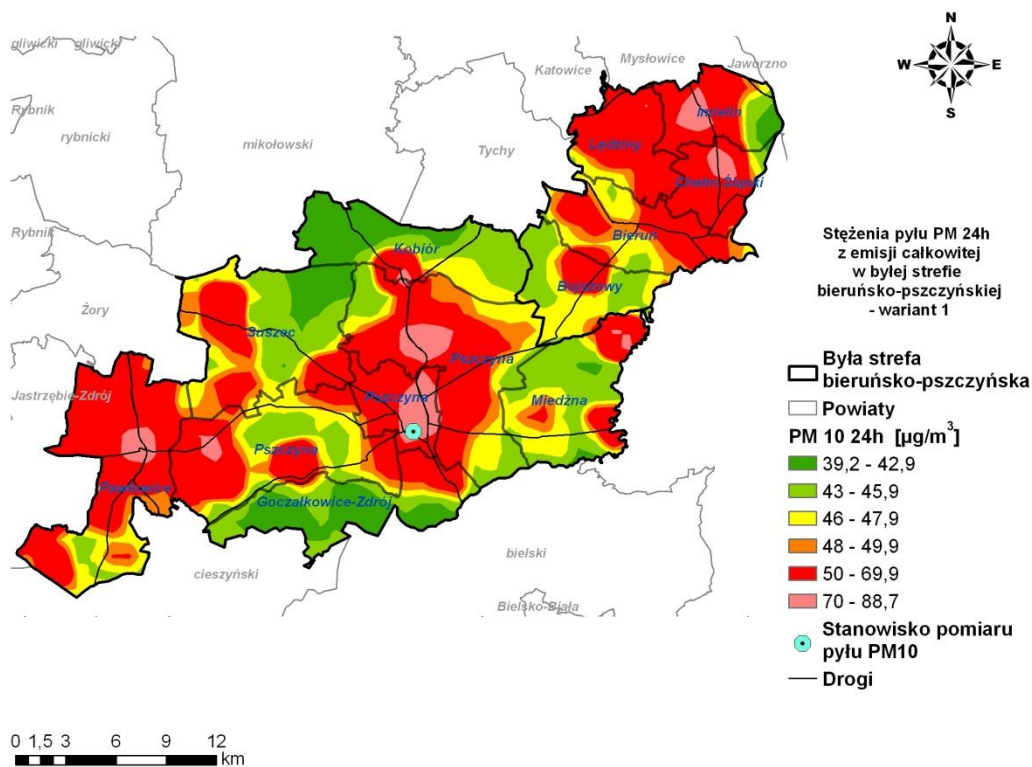 N
W E
S
gliwicki gliwicki
Mysłowice
Katowice
Jaworzno
Rybnik
rybnicki
mikołowski
Tychy
Imielin
Lędziny
Chełm Śląski
Rybnik
Kobiór
Bieruń
Bojszowy
Żory
Suszec
Pszczyna
Jastrzębie-Zdrój
Pszczyna
Miedźna
Pszczyna
Pawłowice
Goczałkowice-Zdrój
cieszyński
bielski
Bielsko-Biała
Stężenia pyłu PM 24h
z emisji całkowitej
w byłej strefie
bieruńsko-pszczyńskiej
- wariant 1
Była strefa
bieruńsko-pszczyńska
Powiaty
PM 10 24h [µg/m³]
39,2 - 42,9
43 - 45,9
46 - 47,9
48 - 49,9
50 - 69,9
70 - 88,7
Stanowisko pomiaru
pyłu PM10
Drogi
0 1,5 3 6 9 12
km